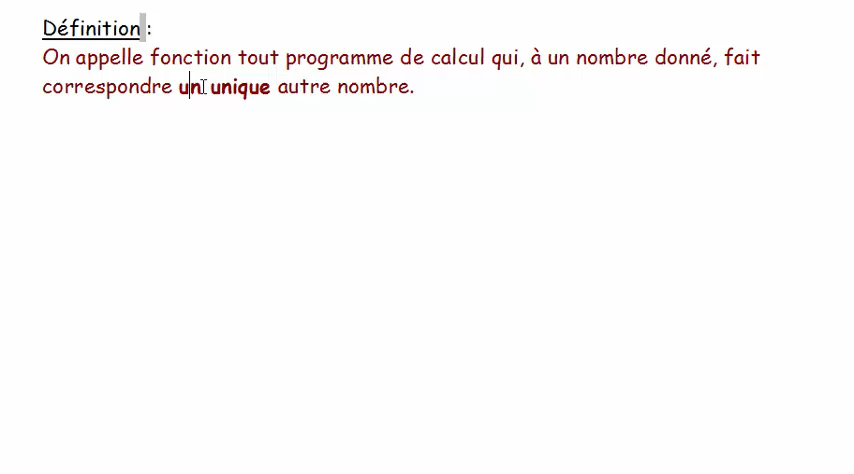 Définition :
On appelle fonction tout programme de calcul qui, à un nombre donné, fait
correspondre un unique autre nombre.